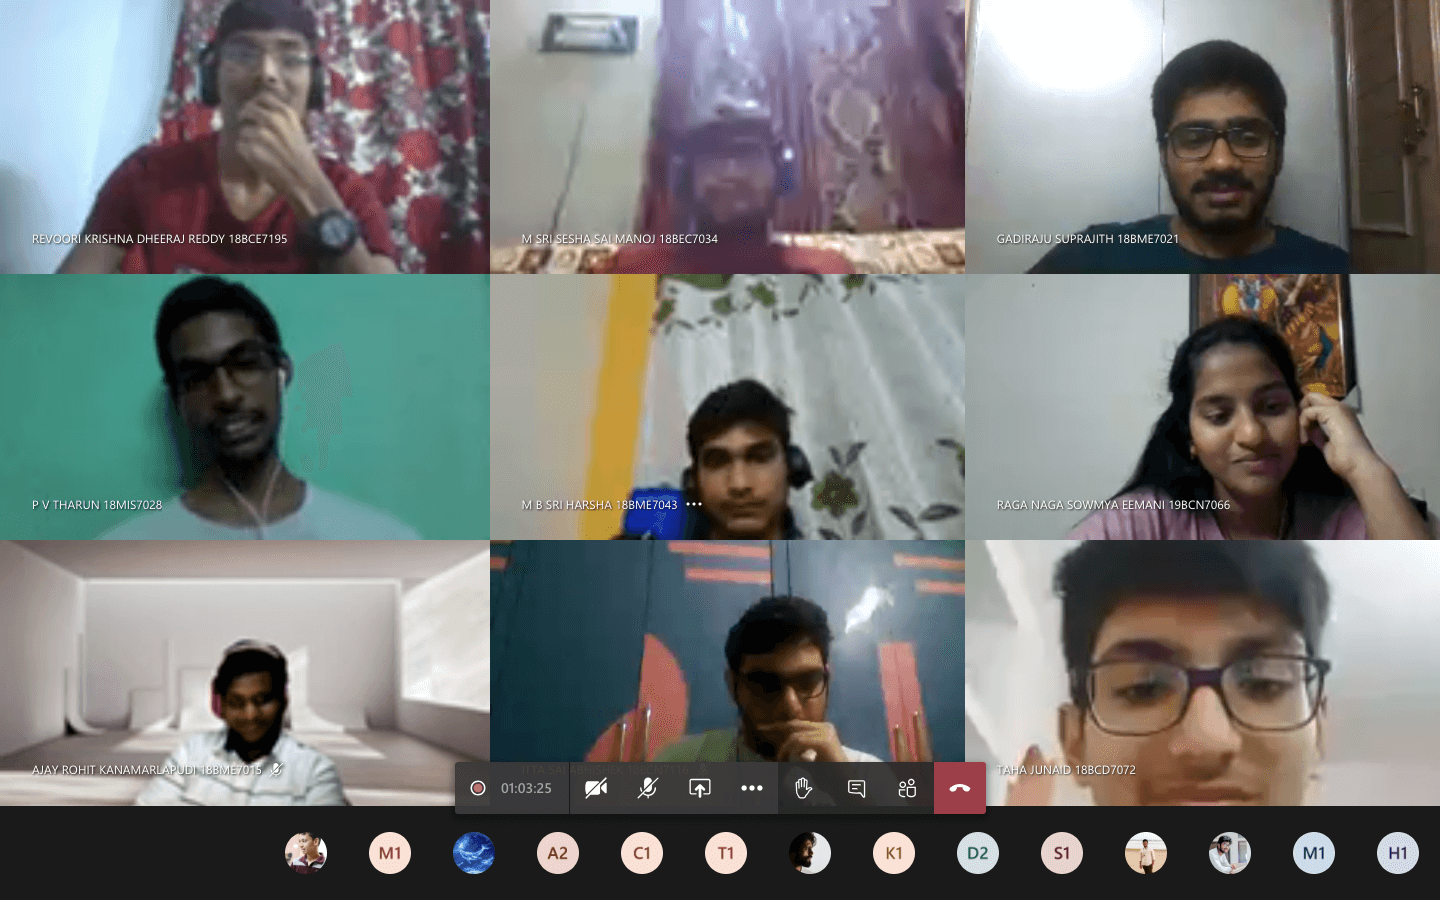 REVOORI KRISHNA DHEERAJ REDDY 18BCE7195
M SRI SESHA SAI MANOJ 18BEC7034
GADIRAJU SUPRAJITH 18BME7021
P V THARUN 18MIS7028
M B SRI HARSHA 18BME7043
RAGA NAGA SOWMYA EEMANI 19BCN7066
AJAY ROHIT KANAMARLAPUDI 18BME7015
TAHA JUNAID 18BCD7072
01:03:25
M1
A2
C1
T1
K1
D2
S1
M1
H1